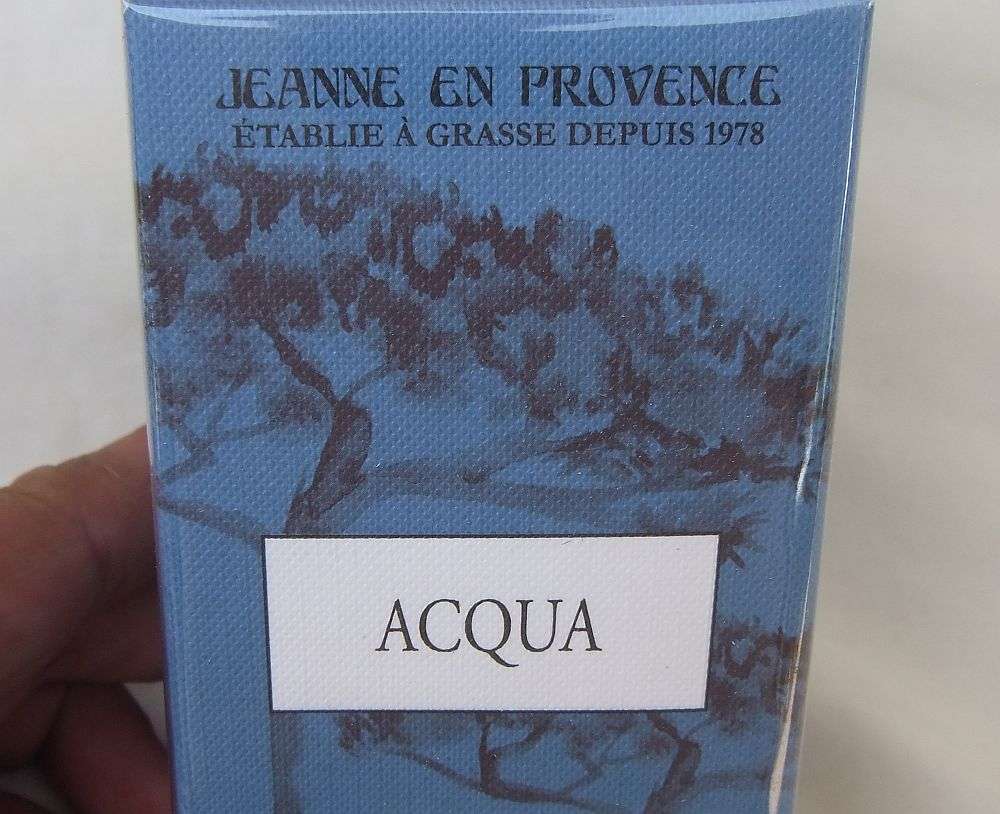 JEANNE EN PROVENCE
ÉTABLIE À GRASSE DEPUIS 1978
ACQUA